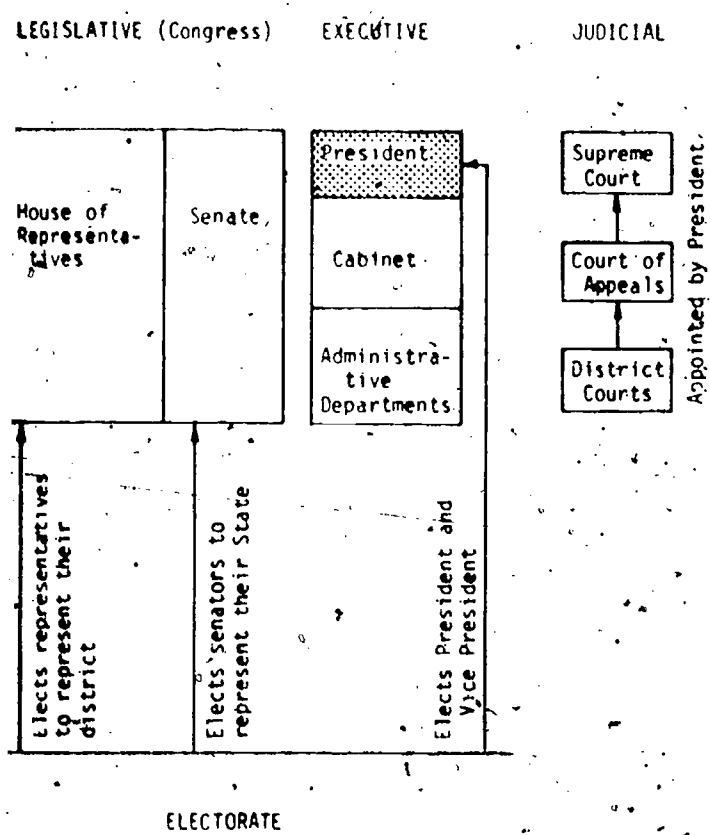 LEGISLATIVE (Congress)
EXECUTIVE
JUDICIAL
House of
Representa-
tives
Senate
President
Cabinet
Administra-
tive
Departments
Supreme
Court
Court of
Appeals
District
Courts
Appointed by President
Elects representatives
to represent their
district
Elects senators to
represent their State
Elects President and
Vice President
ELECTORATE